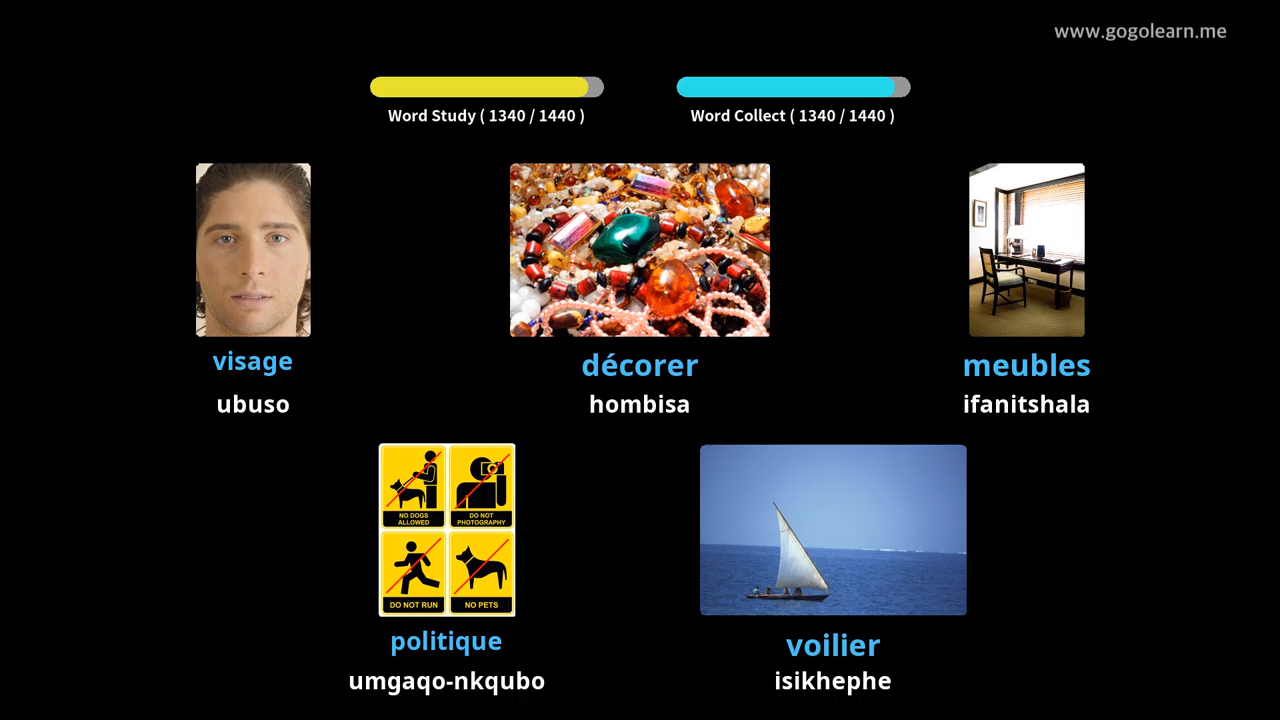 www.gogolearn.me
Word Study ( 1340 / 1440 )
Word Collect ( 1340 / 1440 )
visage
décorer
meubles
ubuso
hombisa
ifanitshala
NO DOGS
ALLOWED
DO NOT
PHOTOGRAPHY
DO NOT RUN
NO PETS
politique
voilier
umgaqo-nkqubo
isikhephe